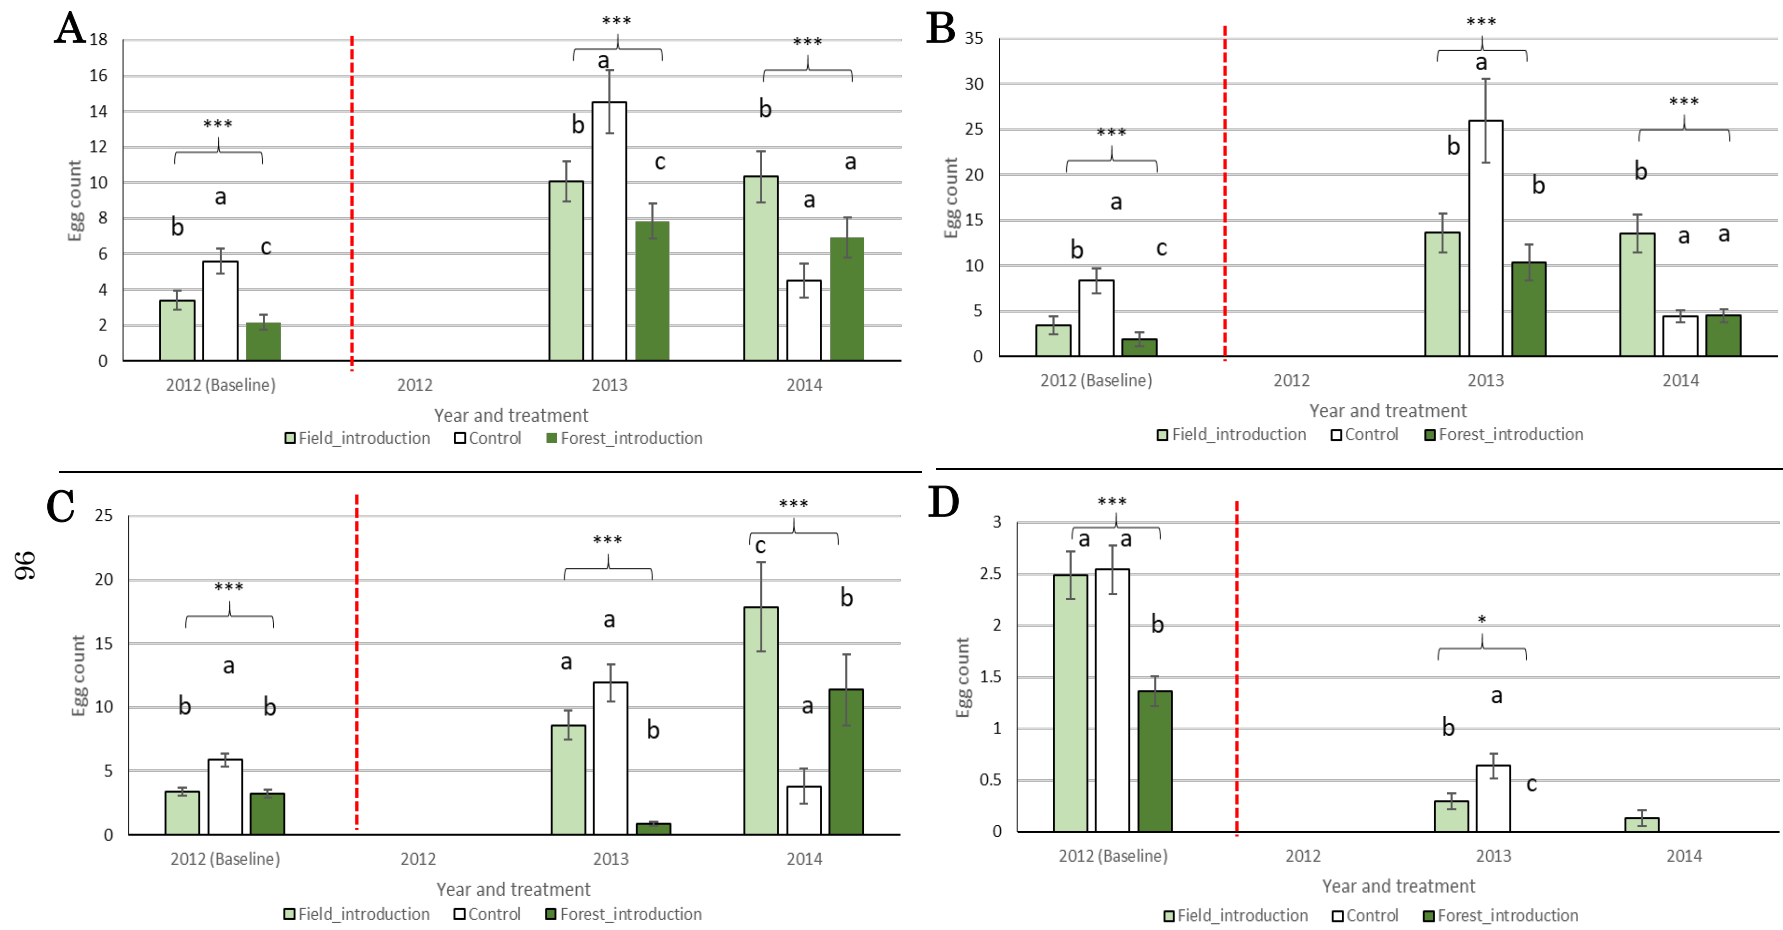 A
18
16
14
12
10
8
6
4
2
0
Egg count
***
b
a
c
***
b
a
c
***
b
a
a
2012 (Baseline) 2012 2013 2014
Year and treatment
Field_introduction Control Forest_introduction
B
35
30
25
20
15
10
5
0
Egg count
***
b
a
c
***
b
a
b
***
b
a
a
2012 (Baseline) 2012 2013 2014
Year and treatment
Field_introduction Control Forest_introduction
96
C
25
20
15
10
5
0
Egg count
***
b
a
b
***
a
a
b
***
c
a
b
2012 (Baseline) 2012 2013 2014
Year and treatment
Field_introduction Control Forest_introduction
D
3
2.5
2
1.5
1
0.5
0
Egg count
***
a
a
b
*
b
a
c
2012 (Baseline) 2012 2013 2014
Year and treatment
Field_introduction Control Forest_introduction